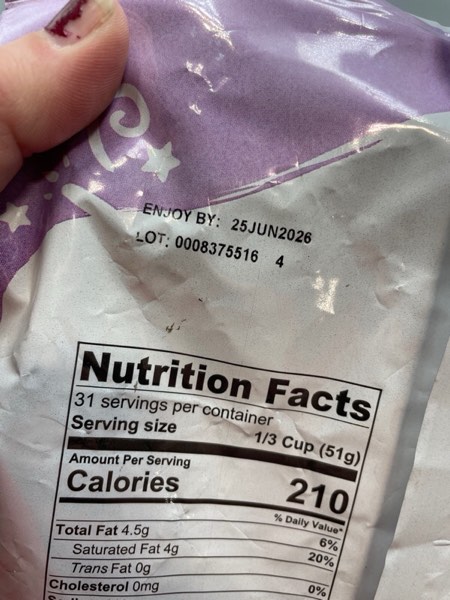 ENJOY BY: 25JUN2026
LOT: 0008375516 4
Nutrition Facts
31 servings per container
Serving size 1/3 Cup (51g)
Amount Per Serving
Calories 210
% Daily Value*
Total Fat 4.5g 6%
Saturated Fat 4g 20%
Trans Fat 0g
Cholesterol 0mg 0%